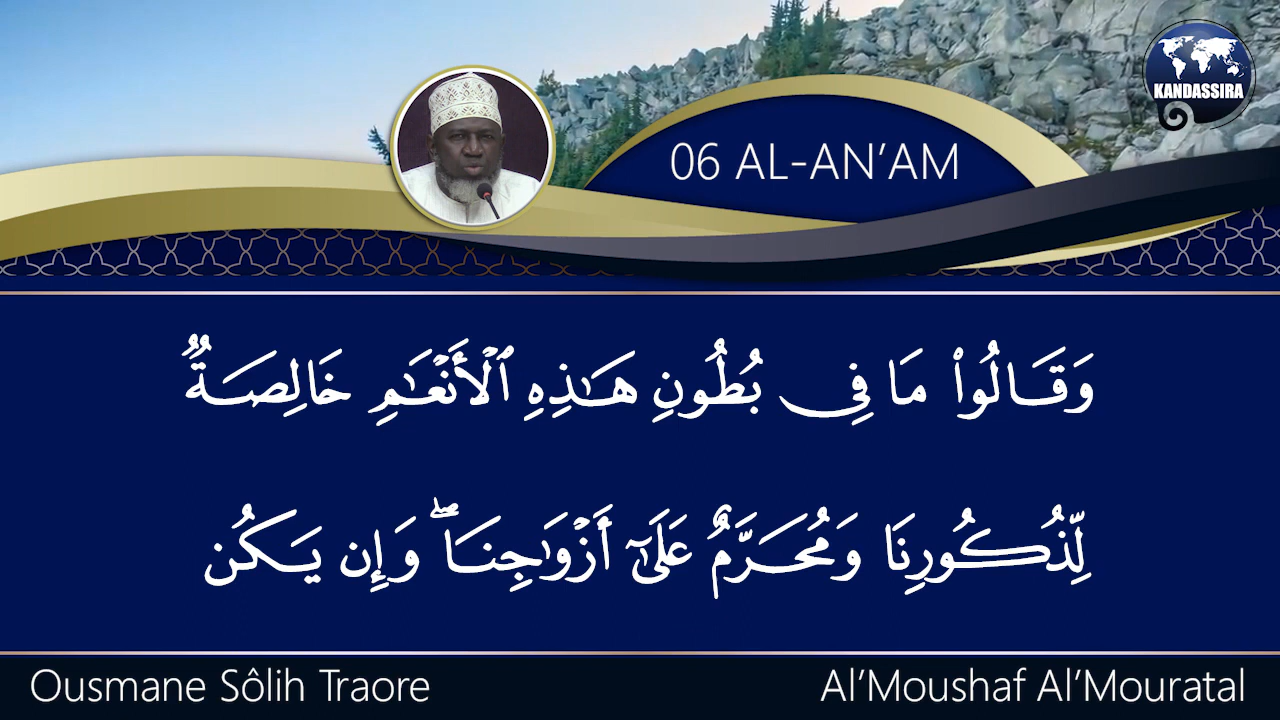 KANDASSIRA
06 AL-AN’AM
وَقَالُوا۟ مَا فِى بُطُونِ هَـٰذِهِ ٱلْأَنْعَـٰمِ خَالِصَةٌ
لِّذُكُورِنَا وَمُحَرَّمٌ عَلَىٰٓ أَزْوَٰجِنَا ۖ وَإِن يَكُن
Ousmane Sôlih Traore
Al’Moushaf Al’Mouratal